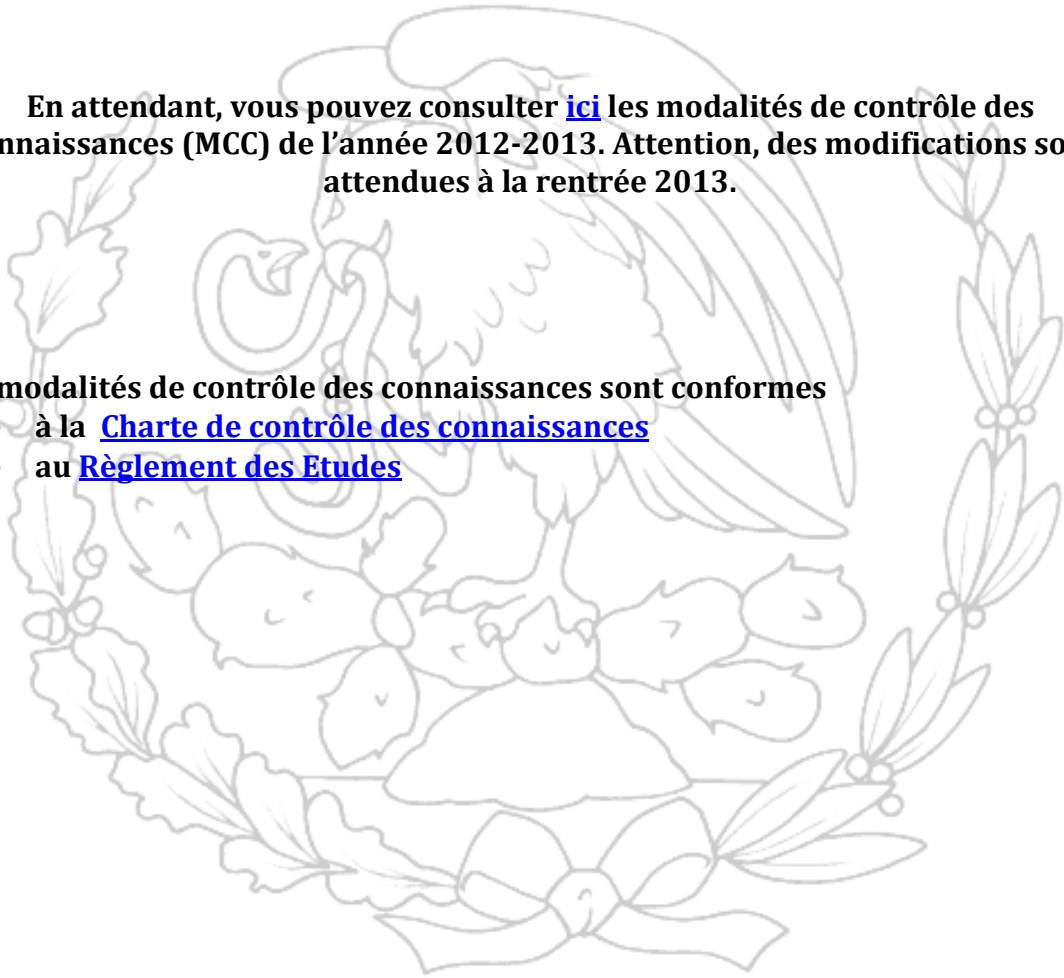 En attendant, vous pouvez consulter ici les modalités de contrôle des
nnaissances (MCC) de l’année 2012-2013. Attention, des modifications so
attendues à la rentrée 2013.
modalités de contrôle des connaissances sont conformes
à la Charte de contrôle des connaissances
au Règlement des Etudes